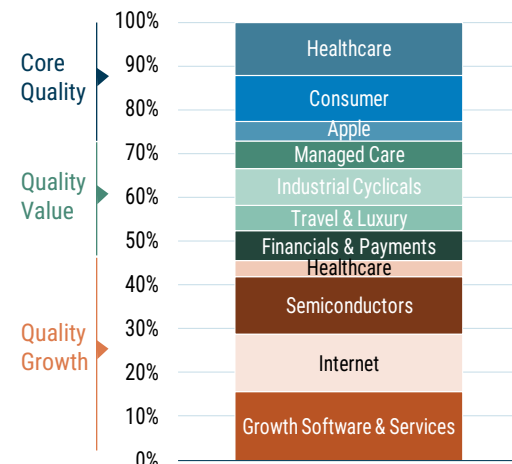 100%
90%
80%
70%
60%
50%
40%
30%
20%
10%
0%
Core
Quality
Quality
Value
Quality
Growth
Healthcare
Consumer
Apple
Managed Care
Industrial Cyclicals
Travel & Luxury
Financials & Payments
Healthcare
Semiconductors
Internet
Growth Software & Services